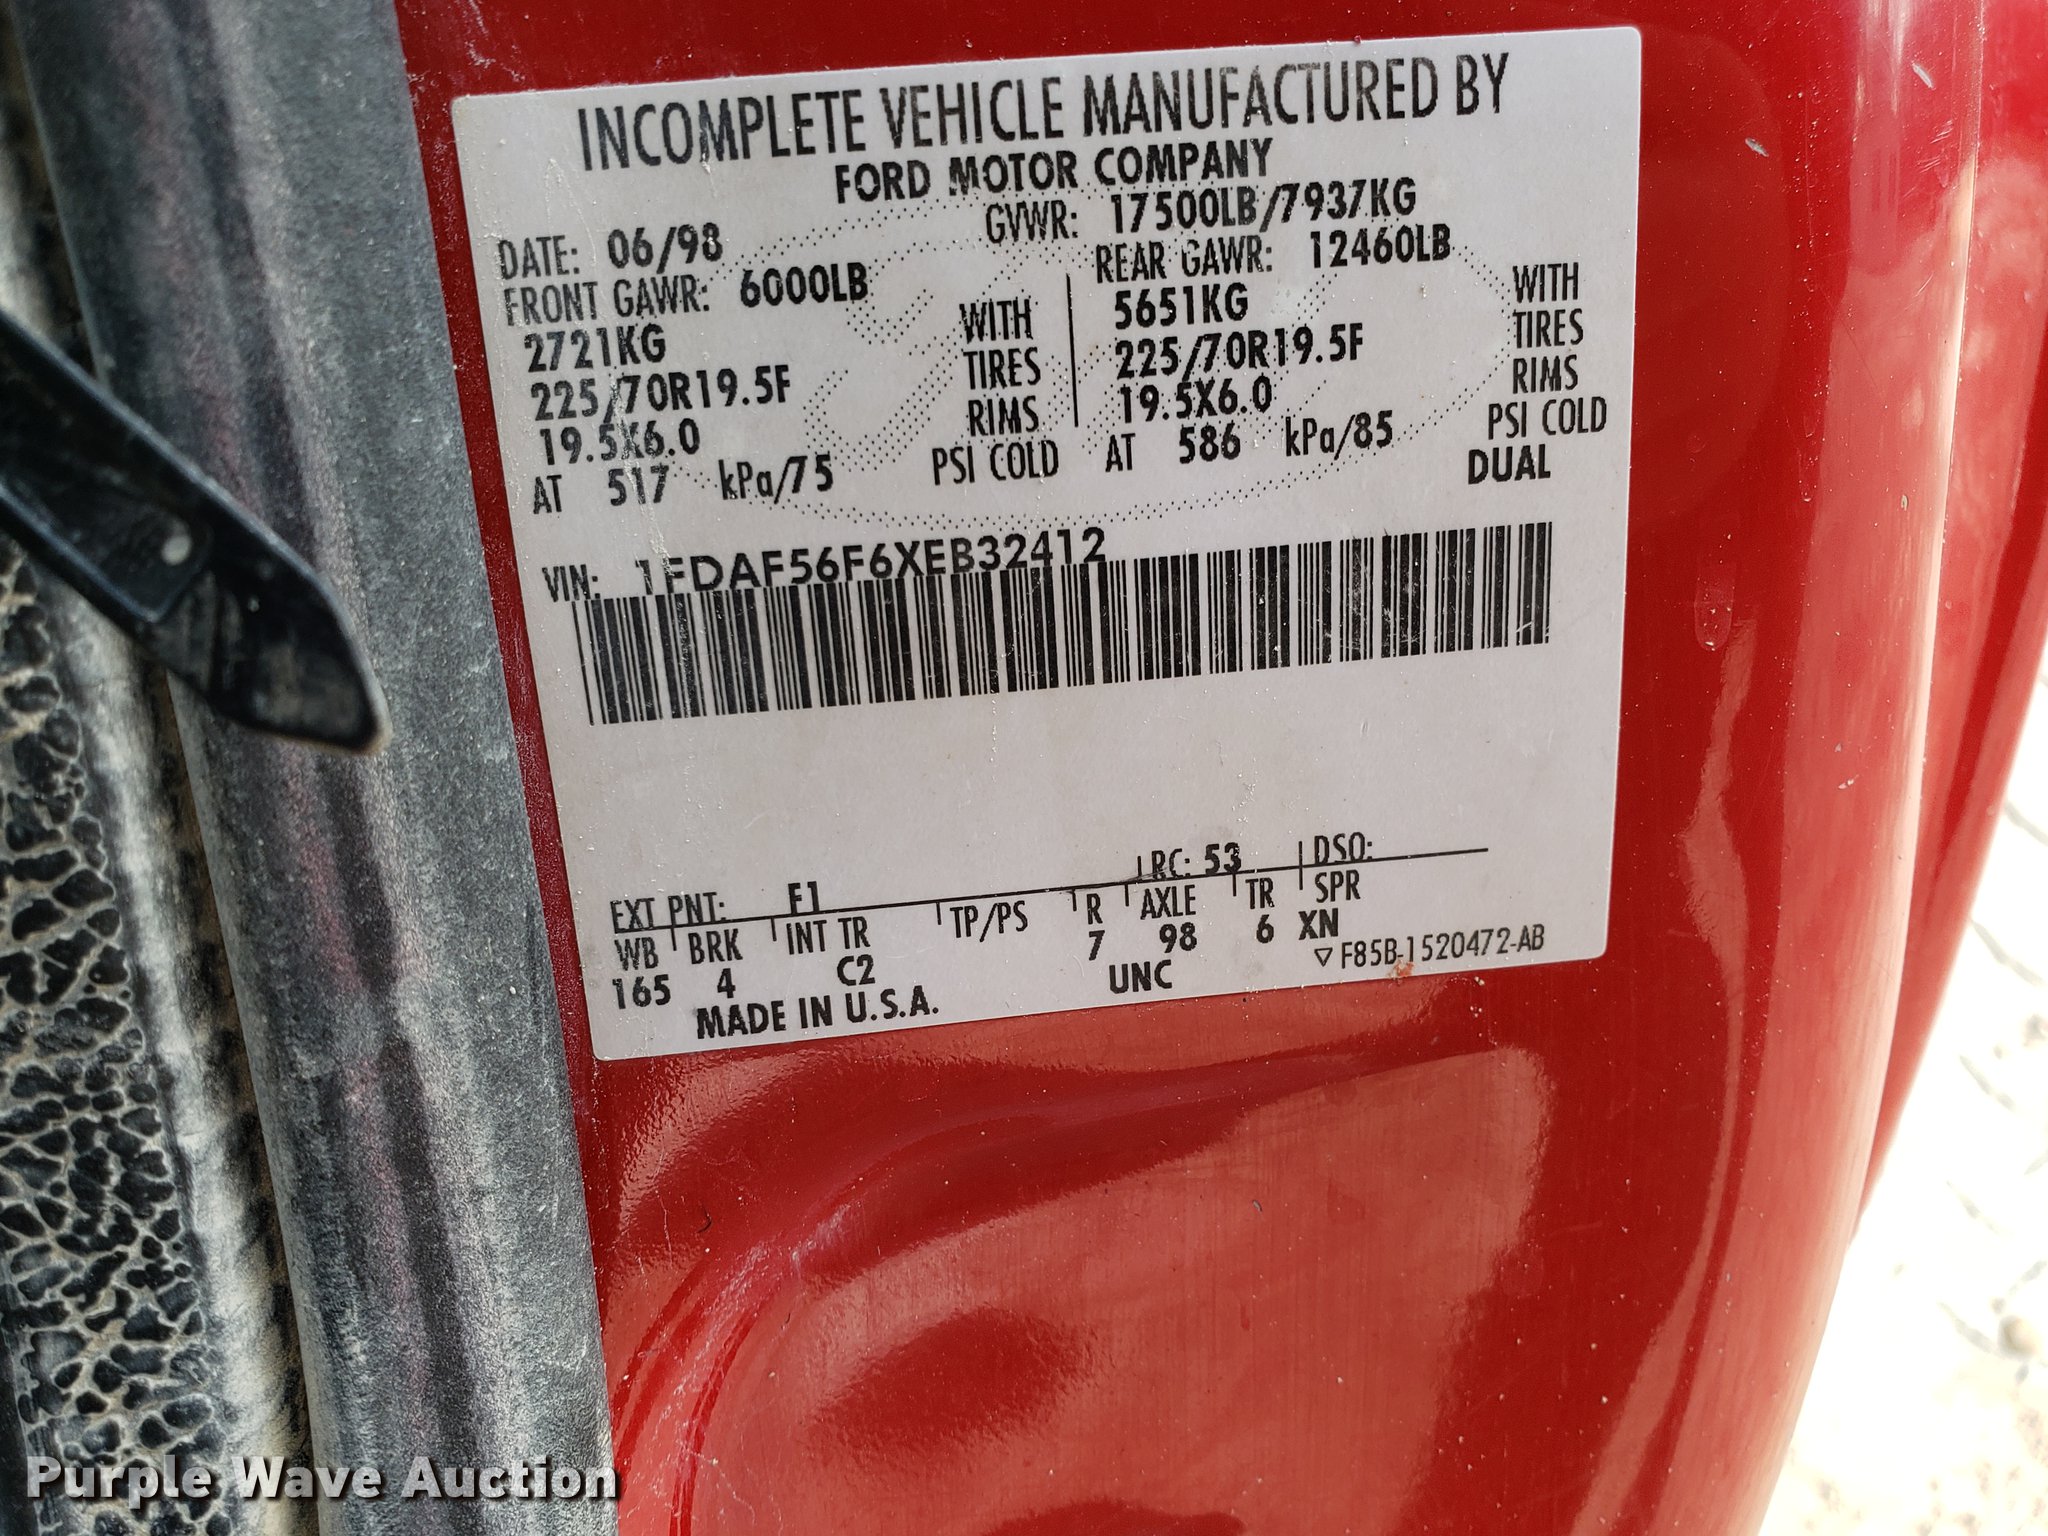 INCOMPLETE VEHICLE MANUFACTURED BY
FORD MOTOR COMPANY
DATE: 06/98 GVWR: 17500LB/7937KG
FRONT GAWR: 6000LB REAR GAWR: 12460LB
2721KG WITH 5651KG WITH
225/70R19.5F TIRES 225/70R19.5F TIRES
19.5X6.0 RIMS 19.5X6.0 RIMS
AT 517 kPa/75 PSI COLD AT 586 kPa/85 PSI COLD
DUAL
VIN: 1FDAF56F6XEB32412
EXT PNT: F1 RC: 53 DSO:
WB BRK INT TR TP/PS R AXLE TR SPR
165 4 C2 7 98 6 XN
MADE IN U.S.A. UNC ▽F85B-1520472-AB
Purple Wave Auction